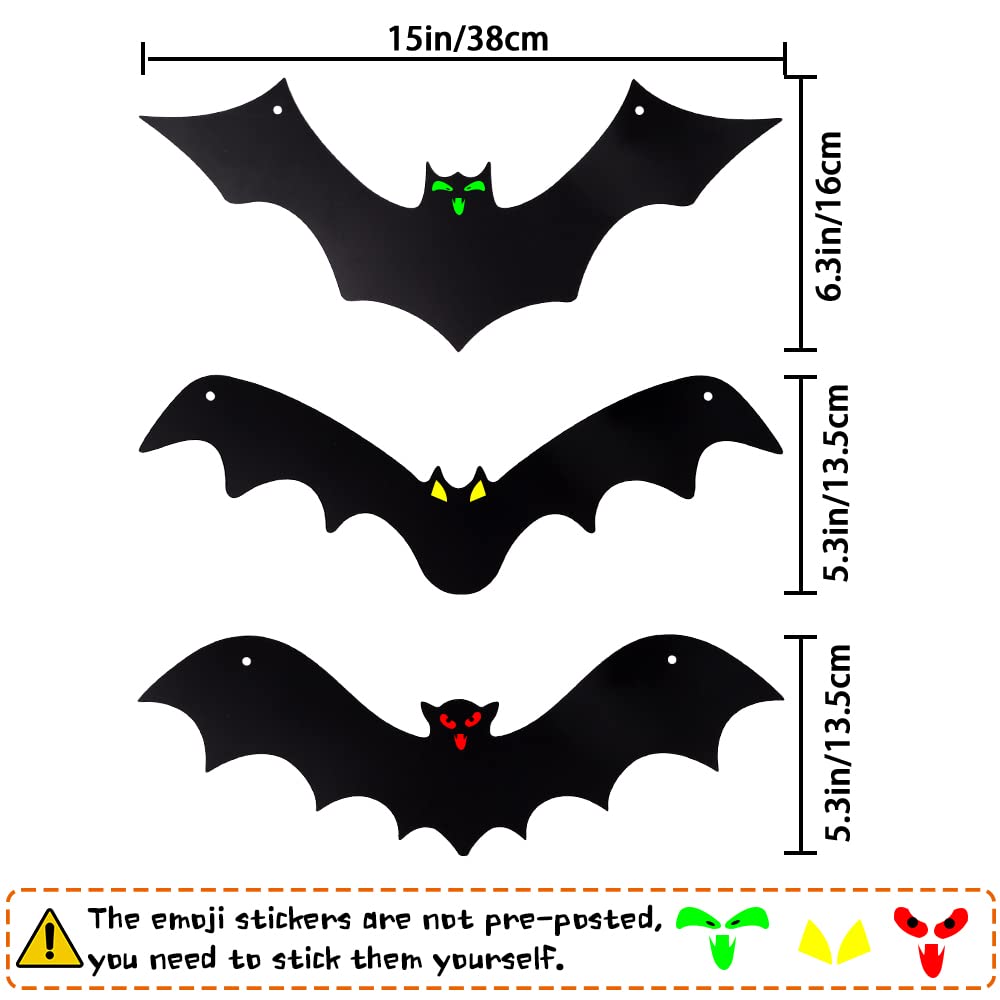 15in/38cm
6.3in/16cm
5.3in/13.5cm
5.3in/13.5cm
The emoji stickers are not pre-posted,
you need to stick them yourself.